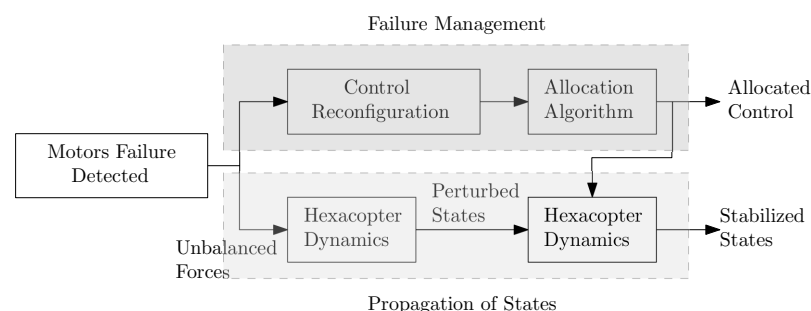 Failure Management
Control
Reconfiguration
Allocation
Algorithm
Allocated
Control
Motors Failure
Detected
Perturbed
States
Hexacopter
Dynamics
Hexacopter
Dynamics
Stabilized
States
Unbalanced
Forces
Propagation of States